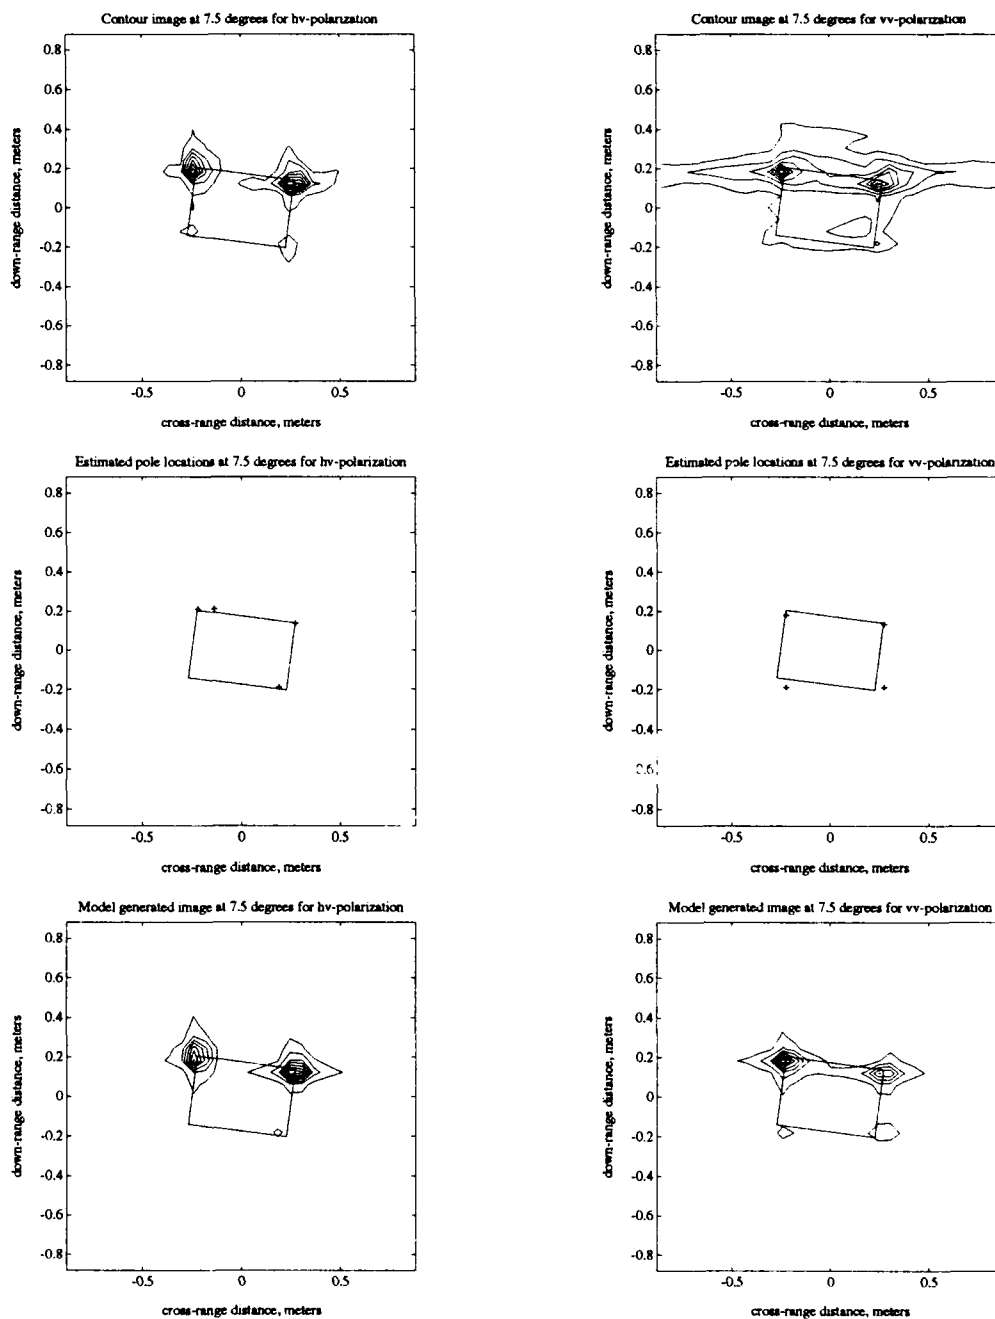 Contour image at 7.5 degrees for hv-polarization
0.8
0.6
0.4
0.2
0
-0.2
-0.4
-0.6
-0.8
down-range distance, meters
-0.5 0 0.5
cross-range distance, meters
Contour image at 7.5 degrees for vv-polarization
0.8
0.6
0.4
0.2
0
-0.2
-0.4
-0.6
-0.8
down-range distance, meters
-0.5 0 0.5
cross-range distance, meters
Estimated pole locations at 7.5 degrees for hv-polarization
0.8
0.6
0.4
0.2
0
-0.2
-0.4
-0.6
-0.8
down-range distance, meters
-0.5 0 0.5
cross-range distance, meters
Estimated pole locations at 7.5 degrees for vv-polarization
0.8
0.6
0.4
0.2
0
-0.2
-0.4
0.6
-0.8
down-range distance, meters
-0.5 0 0.5
cross-range distance, meters
Model generated image at 7.5 degrees for hv-polarization
0.8
0.6
0.4
0.2
0
-0.2
-0.4
-0.6
-0.8
down-range distance, meters
-0.5 0 0.5
cross-range distance, meters
Model generated image at 7.5 degrees for vv-polarization
0.8
0.6
0.4
0.2
0
-0.2
-0.4
-0.6
-0.8
down-range distance, meters
-0.5 0 0.5
cross-range distance, meters